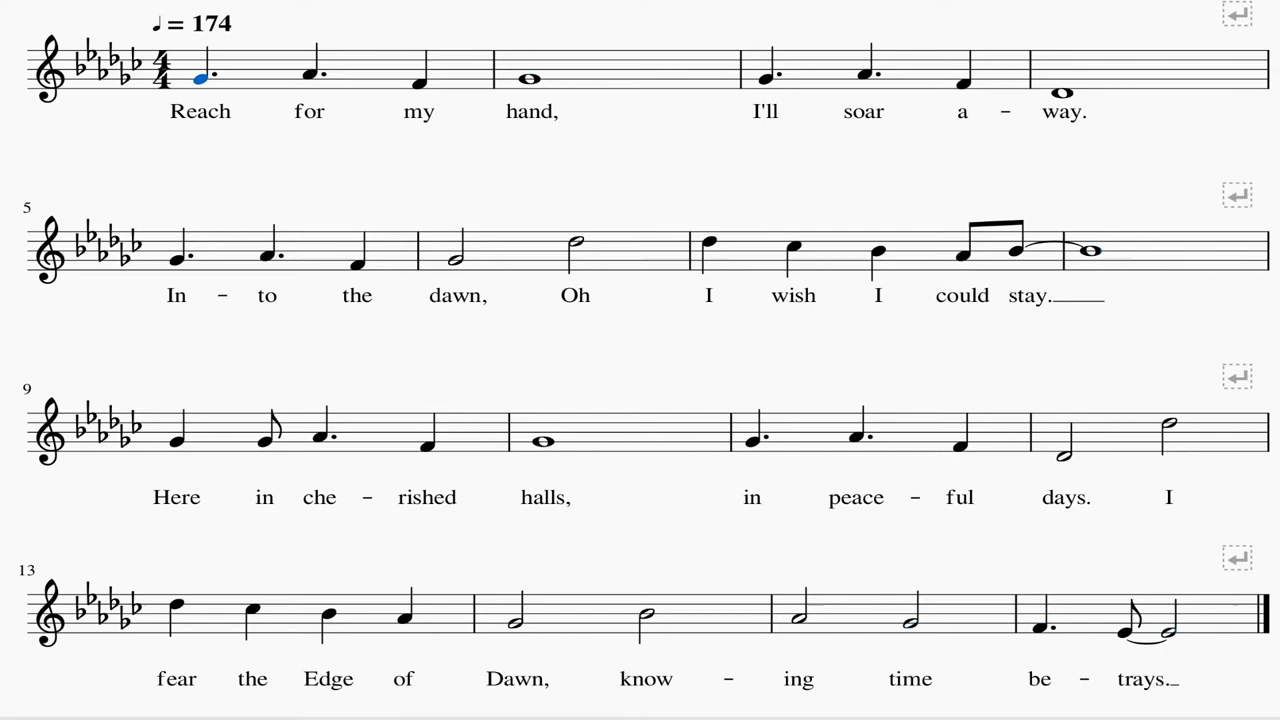 ♩ = 174
4/4
Reach for my hand, I'll soar a - way.
5
In - to the dawn, Oh I wish I could stay.
9
Here in che - rished halls, in peace - ful days. I
13
fear the Edge of Dawn, know - ing time be - trays.